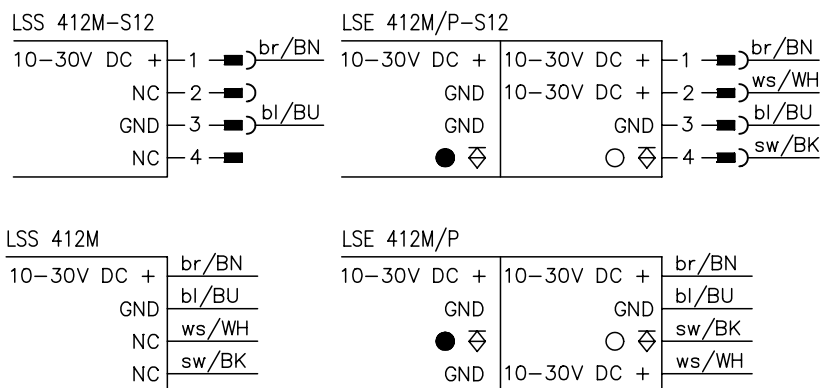 LSS 412M-S12
10-30V DC + 1 br/BN
NC 2
GND 3 bl/BU
NC 4
LSE 412M/P-S12
10-30V DC + 10-30V DC + 1 br/BN
GND 10-30V DC + 2 ws/WH
GND GND 3 bl/BU
4 sw/BK
LSS 412M
10-30V DC + br/BN
GND bl/BU
NC ws/WH
NC sw/BK
LSE 412M/P
10-30V DC + 10-30V DC + br/BN
GND GND bl/BU
sw/BK
GND 10-30V DC + ws/WH